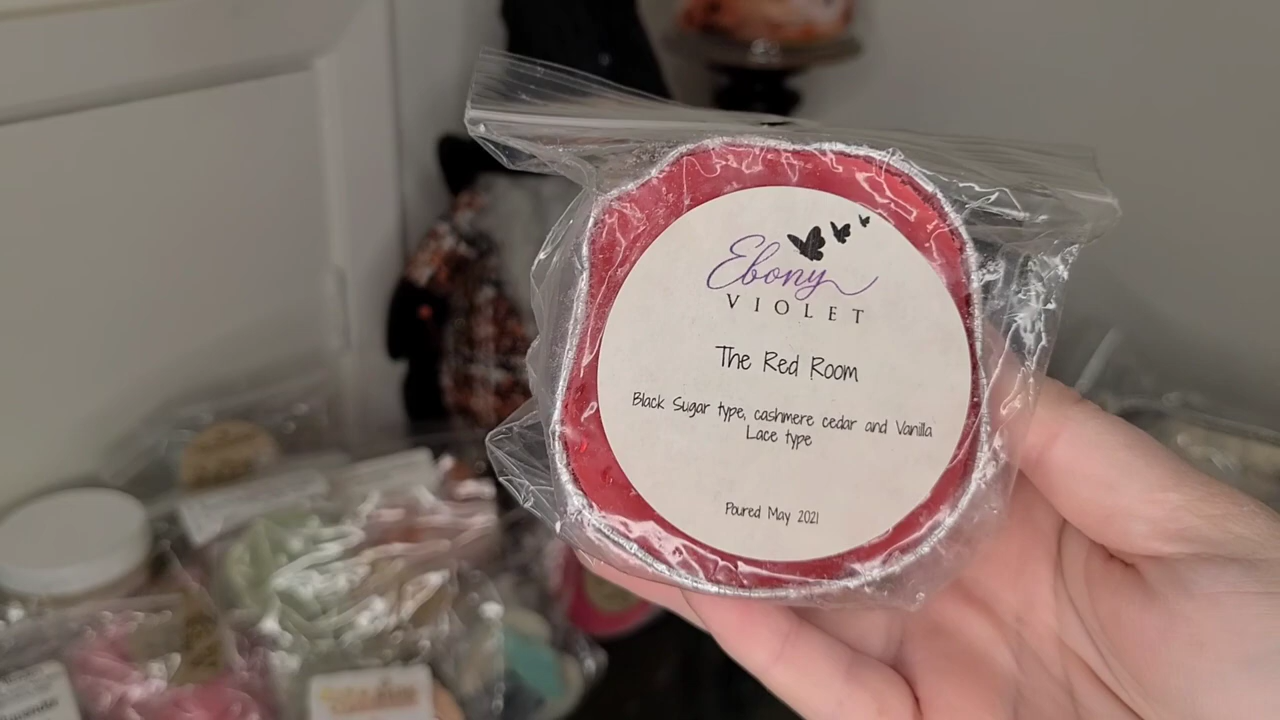 Ebony
VIOLET
The Red Room
Black Sugar type, cashmere cedar and Vanilla
Lace type
Poured May 2021